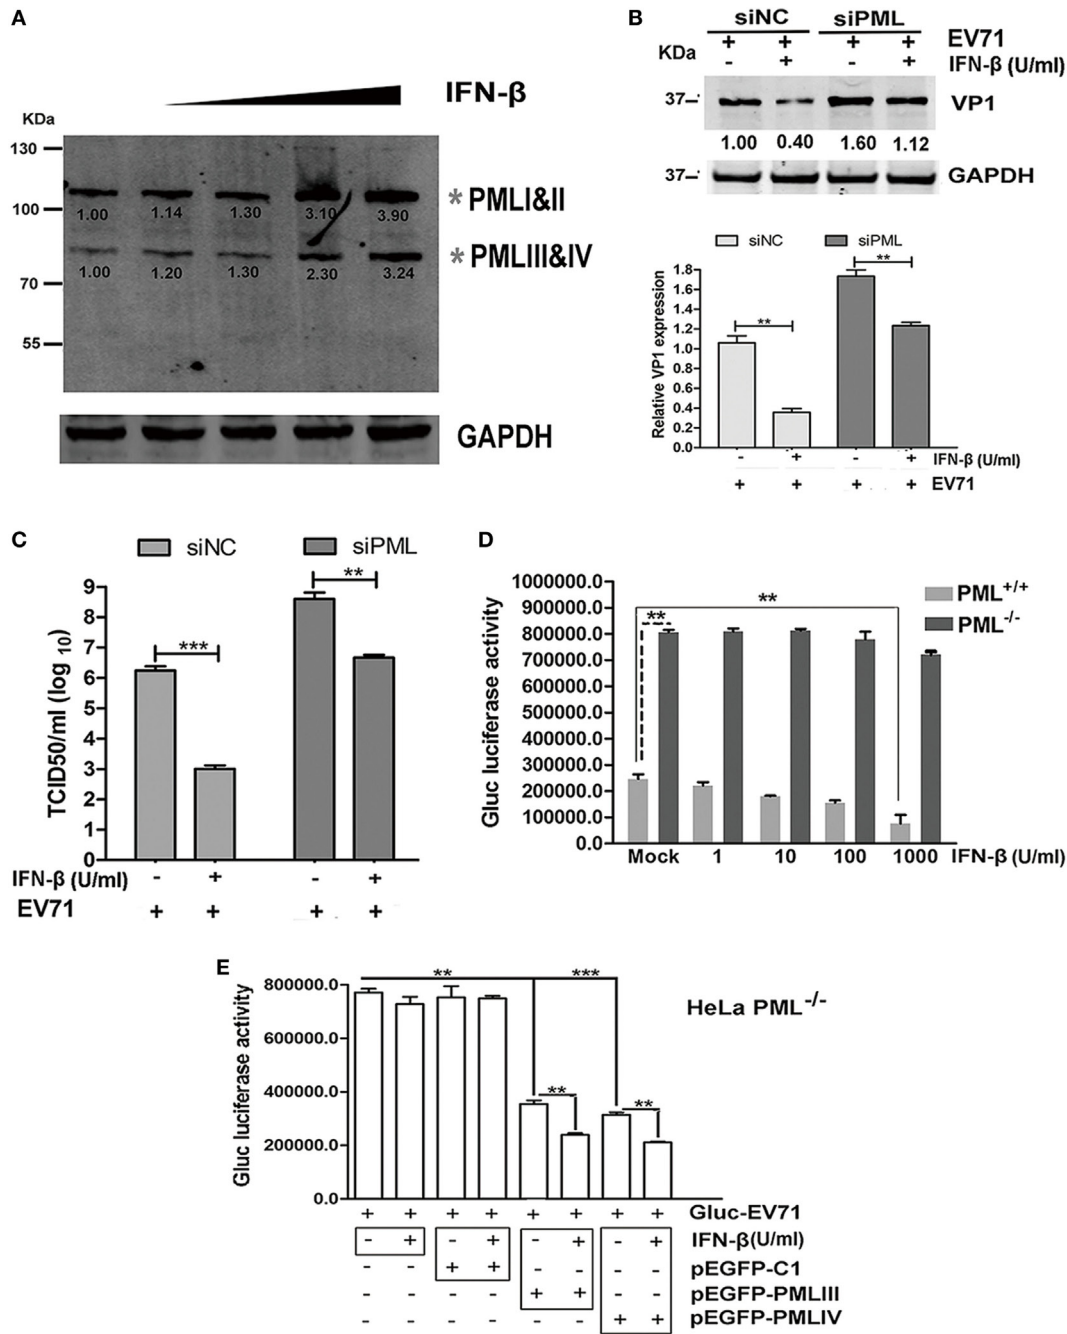 A
IFN-β
KDa
130
100
70
55
* PMLI&II
1.00 1.14 1.30 3.10 3.90
* PMLIII&IV
1.00 1.20 1.30 2.30 3.24
GAPDH
B
siNC siPML
+ + + + EV71
KDa - + - + IFN-β (U/ml)
37 VP1
1.00 0.40 1.60 1.12
37 GAPDH
siNC siPML
Relative VP1 expression
1.8
1.6
1.4
1.2
1.0
0.8
0.6
0.4
0.2
0.0
** **
- + - + IFN-β (U/ml)
+ + + + EV71
C
siNC siPML
TCID50/ml (log 10)
9
8
7
6
5
4
3
2
1
0
*** **
IFN-β (U/ml) - + - +
EV71 + + + +
D
Gluc luciferase activity
1000000.0
900000.0
800000.0
700000.0
600000.0
500000.0
400000.0
300000.0
200000.0
100000.0
0.0
** **
PML+/+
PML-/-
Mock 1 10 100 1000 IFN-β (U/ml)
E
Gluc luciferase activity
800000.0
600000.0
400000.0
200000.0
0.0
** ***
** **
HeLa PML-/-
+ + + + + + + + Gluc-EV71
- + - + - + - + IFN-β(U/ml)
- - + + - - - - pEGFP-C1
- - - - + + - - pEGFP-PMLIII
- - - - - - + + pEGFP-PMLIV